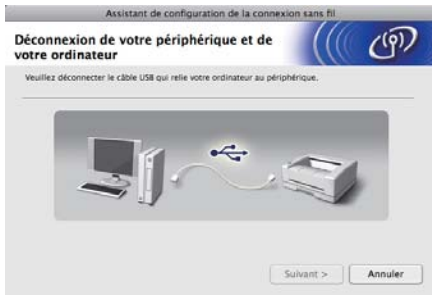 Assistant de configuration de la connexion sans fil
Déconnexion de votre périphérique et de
votre ordinateur
Veuillez déconnecter le câble USB qui relie votre ordinateur au périphérique.
Suivant >
Annuler